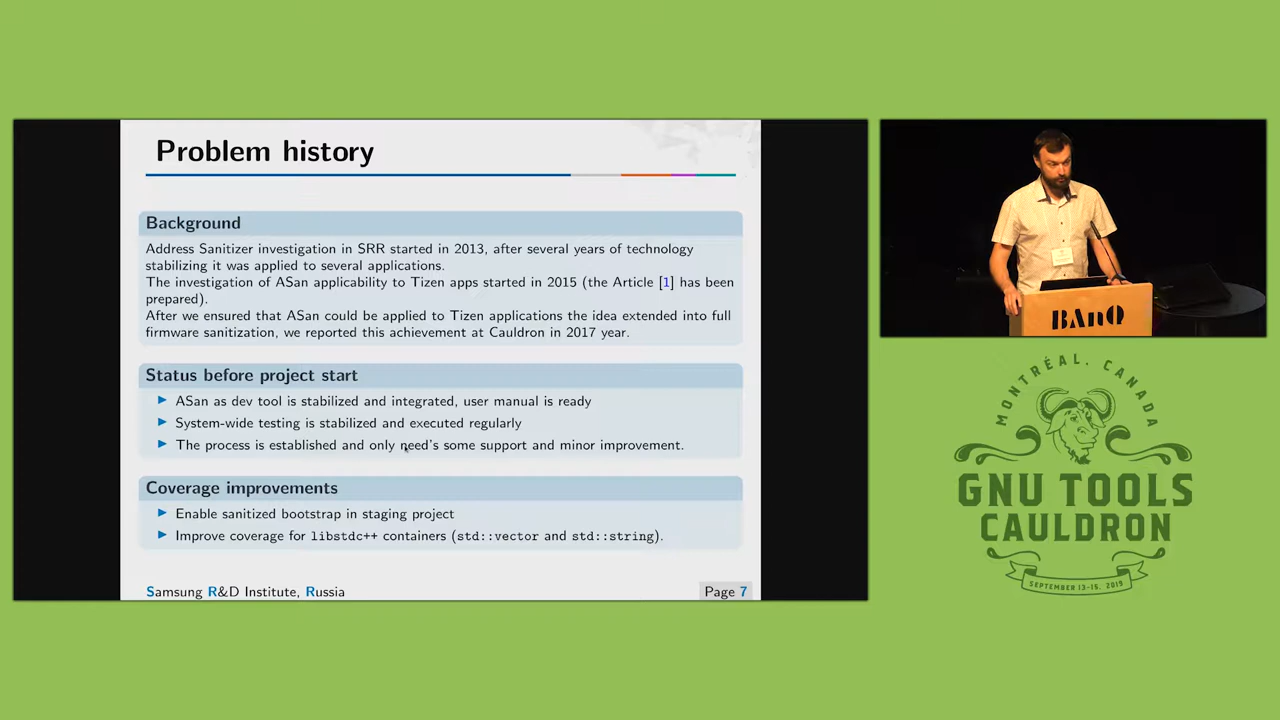 Problem history
Background
Address Sanitizer investigation in SRR started in 2013, after several years of technology
stabilizing it was applied to several applications.
The investigation of ASan applicability to Tizen apps started in 2015 (the Article [1] has been
prepared).
After we ensured that ASan could be applied to Tizen applications the idea extended into full
firmware sanitization, we reported this achievement at Cauldron in 2017 year.
Status before project start
ASan as dev tool is stabilized and integrated, user manual is ready
System-wide testing is stabilized and executed regularly
The process is established and only need's some support and minor improvement.
Coverage improvements
Enable sanitized bootstrap in staging project
Improve coverage for libstdc++ containers (std::vector and std::string).
Samsung R&D Institute, Russia
Page 7
BAnQ
MONTRÉAL, CANADA
GNU TOOLS
CAULDRON
SEPTEMBER 13-15, 2019